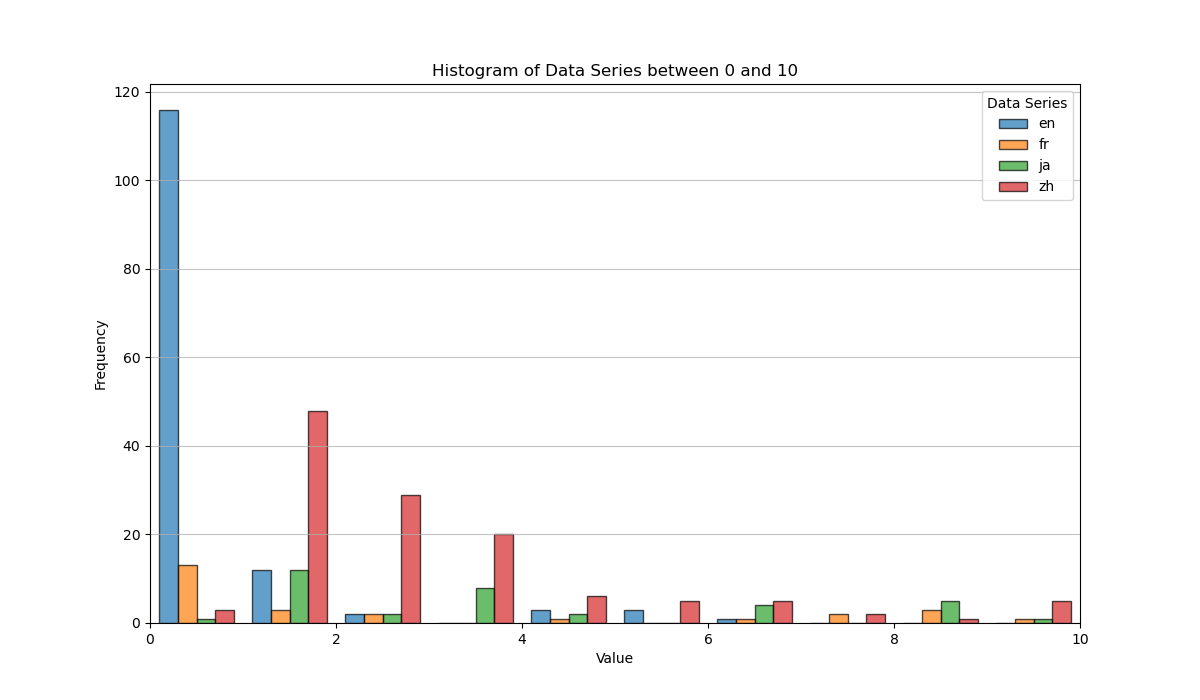 Histogram of Data Series between 0 and 10
Frequency
120
100
80
60
40
20
0
Data Series
en
fr
ja
zh
0 2 4 6 8 10
Value